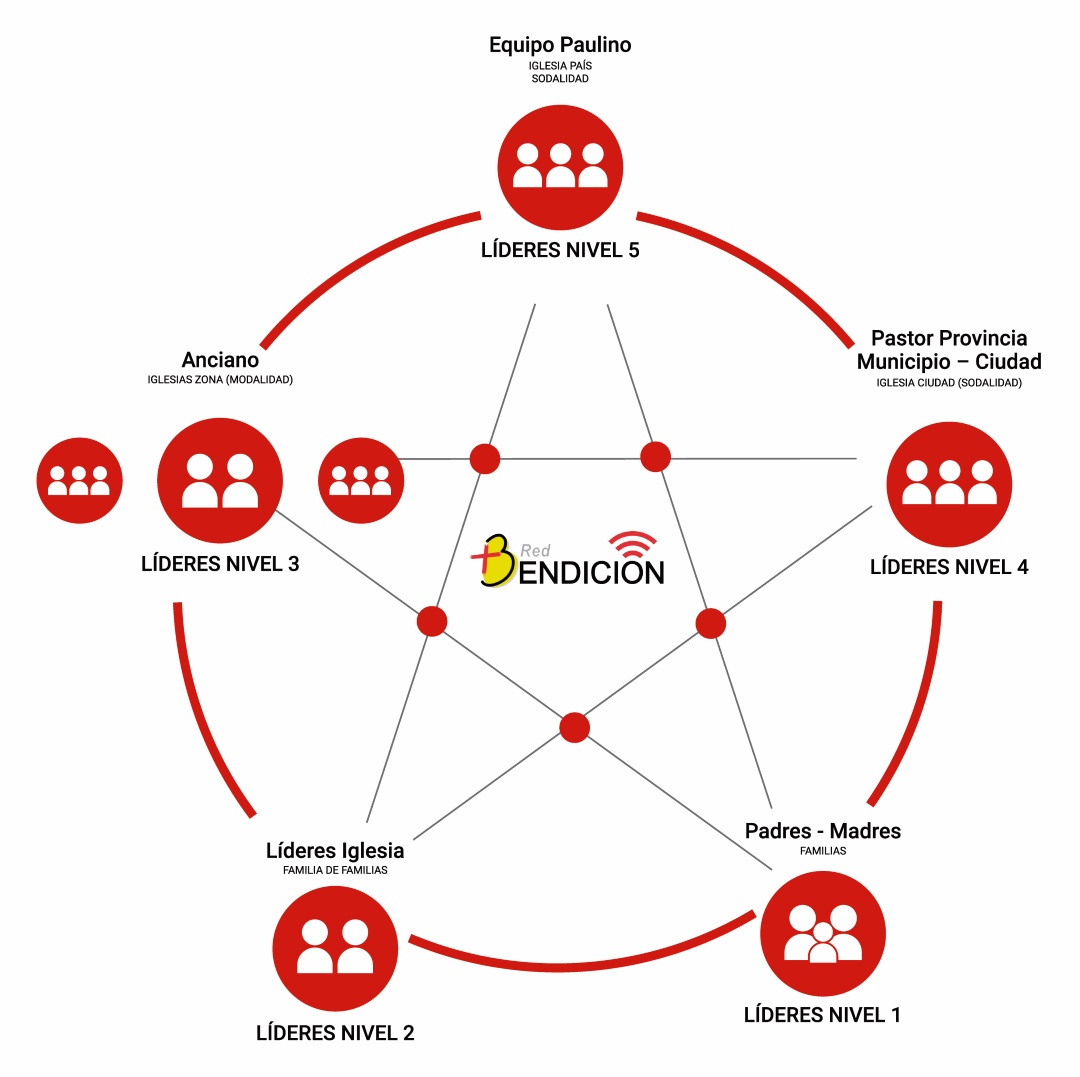 Equipo Paulino
IGLESIA PAÍS
SODALIDAD
LÍDERES NIVEL 5
Anciano
IGLESIAS ZONA (MODALIDAD)
LÍDERES NIVEL 3
Pastor Provincia
Municipio – Ciudad
IGLESIA CIUDAD (SODALIDAD)
LÍDERES NIVEL 4
Red
BENDICION
Líderes Iglesia
FAMILIA DE FAMILIAS
LÍDERES NIVEL 2
Padres - Madres
FAMILIAS
LÍDERES NIVEL 1